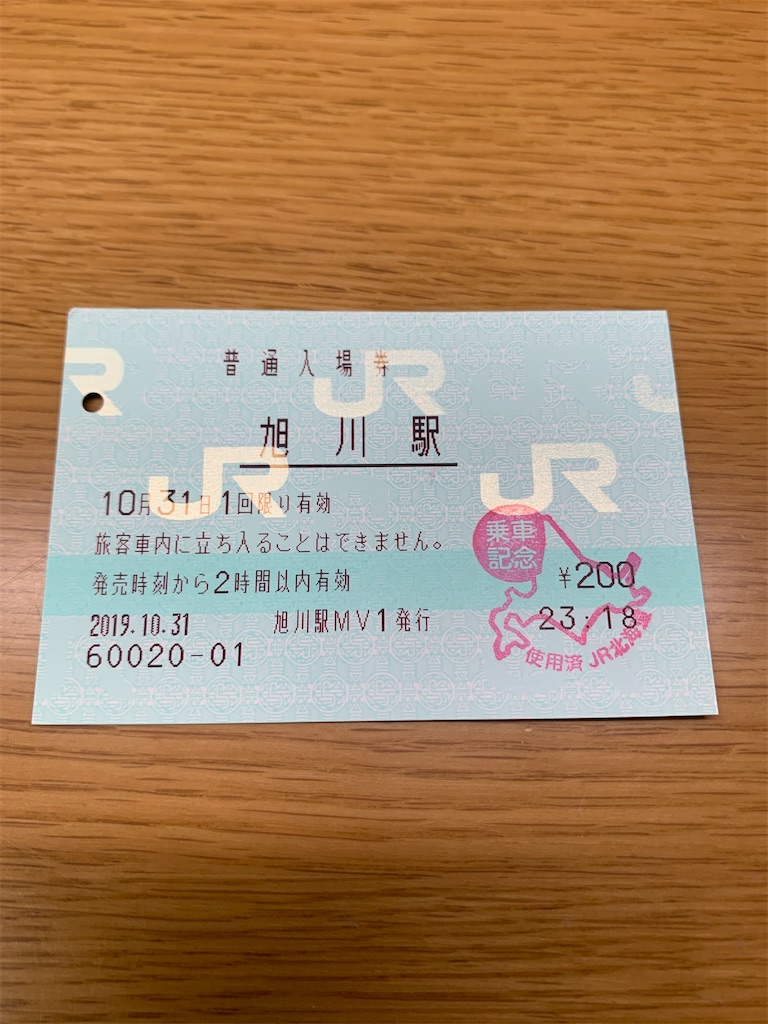 普通入場券
旭川駅
10月31日1回限り有効
旅客車内に立ち入ることはできません。
発売時刻から2時間以内有効
¥200
2019.10.31 旭川駅MV1発行
23:18
60020-01
乗車
記念
使用済 JR北海道
JR
JR
JR